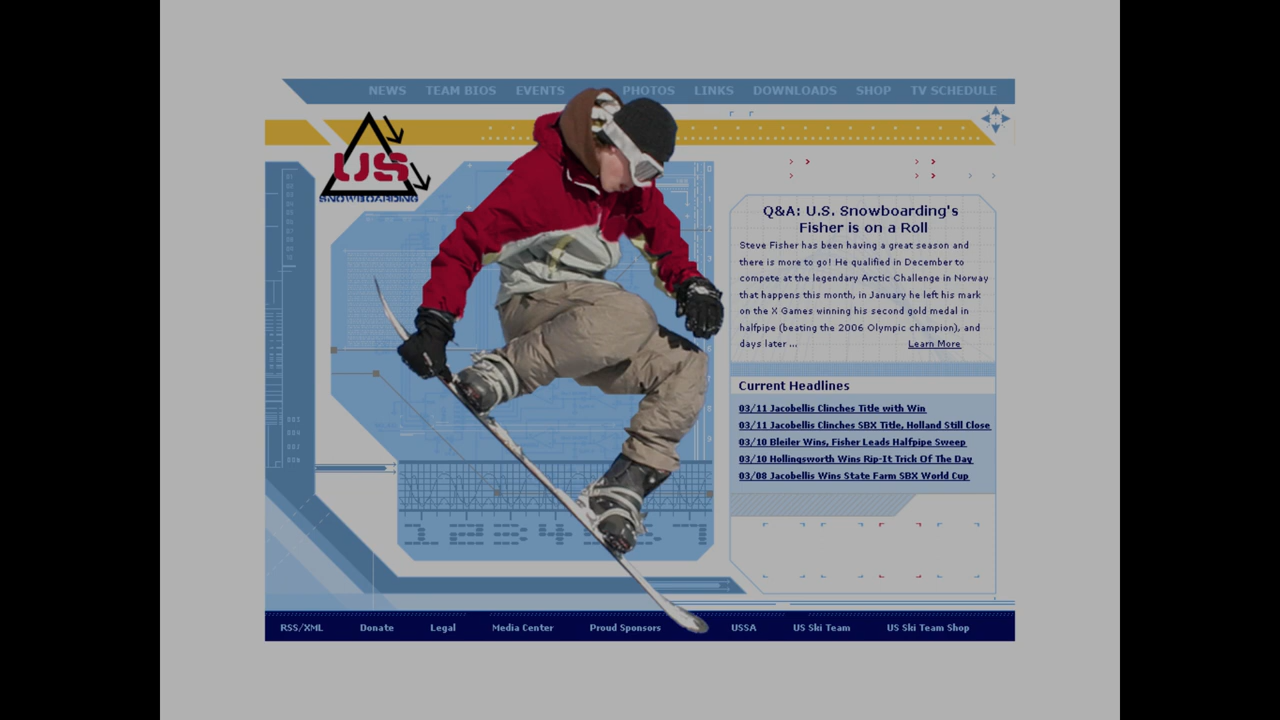 NEWS TEAM BIOS EVENTS PHOTOS LINKS DOWNLOADS SHOP TV SCHEDULE
US
SNOWBOARDING
Q&A: U.S. Snowboarding's
Fisher is on a Roll
Steve Fisher has been having a great season and
there is more to go! He qualified in December to
compete at the legendary Arctic Challenge in Norway
that happens this month, in January he left his mark
on the X Games winning his second gold medal in
halfpipe (beating the 2006 Olympic champion), and
days later ... Learn More
Current Headlines
03/11 Jacobellis Clinches Title with Win
03/11 Jacobellis Clinches SBX Title, Holland Still Close
03/10 Bleiler Wins, Fisher Leads Halfpipe Sweep
03/10 Hollingsworth Wins Rip-It Trick Of The Day
03/08 Jacobellis Wins State Farm SBX World Cup
RSS/XML Donate Legal Media Center Proud Sponsors USSA US Ski Team US Ski Team Shop